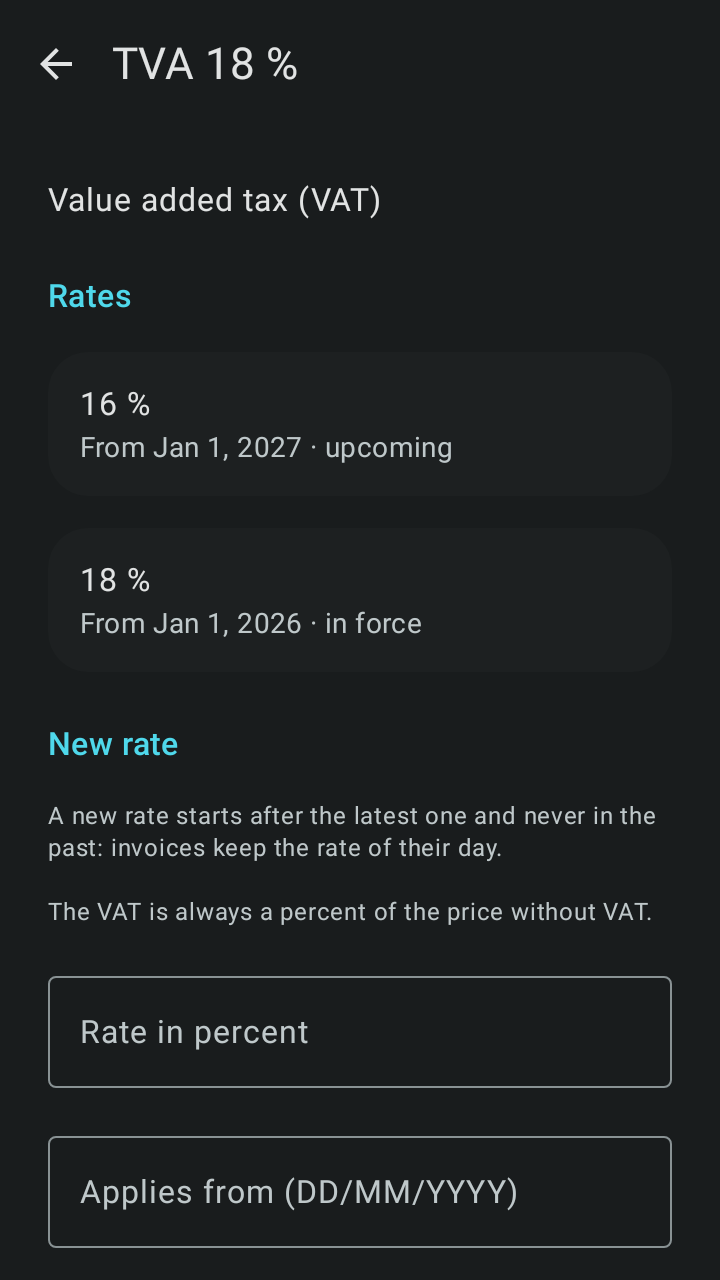 TVA 18 %
Value added tax (VAT)
Rates
16 %
From Jan 1, 2027 · upcoming
18 %
From Jan 1, 2026 · in force
New rate
A new rate starts after the latest one and never in the
past: invoices keep the rate of their day.
The VAT is always a percent of the price without VAT.
Rate in percent
Applies from (DD/MM/YYYY)